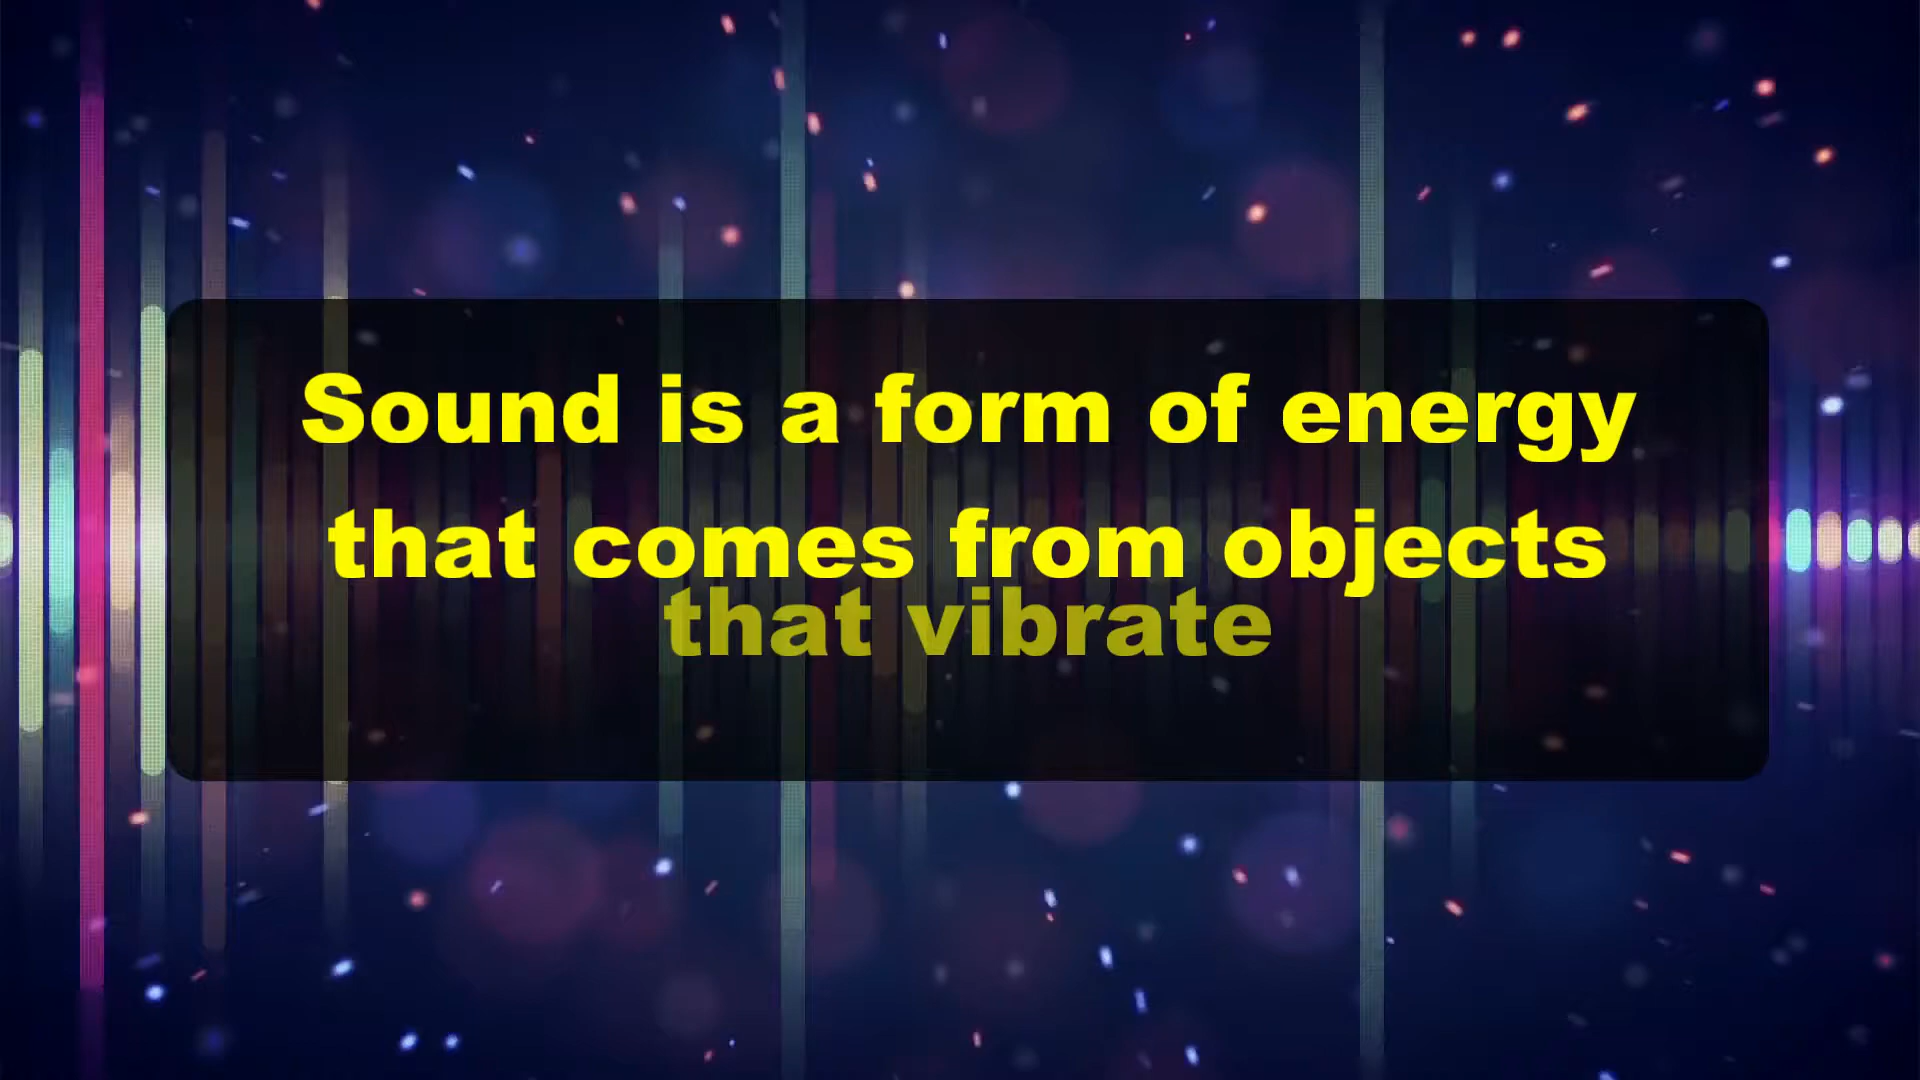 Sound is a form of energy
that comes from objects
that vibrate